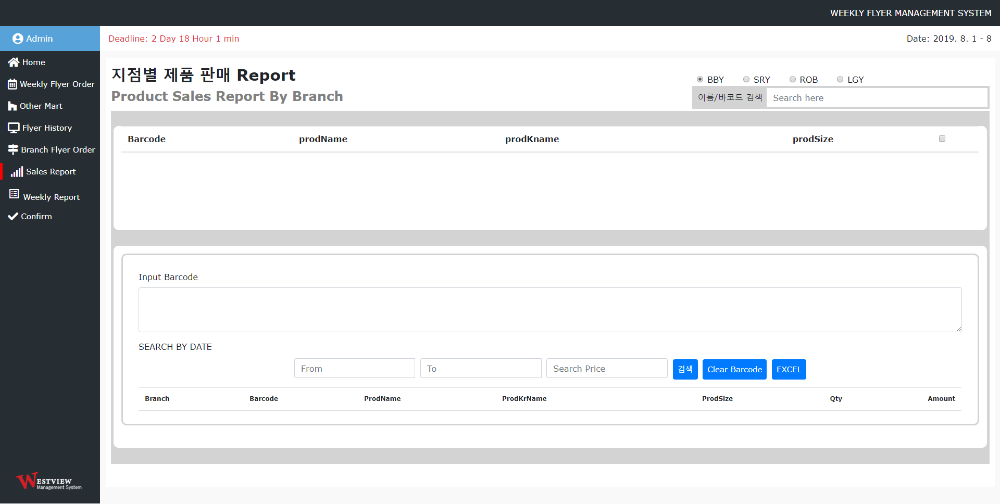 WEEKLY FLYER MANAGEMENT SYSTEM
Admin
Deadline: 2 Day 18 Hour 1 min
Date: 2019. 8. 1 - 8
Home
Weekly Flyer Order
Other Mart
Flyer History
Branch Flyer Order
Sales Report
Weekly Report
Confirm
WESTVIEW
Management System
지점별 제품 판매 Report
Product Sales Report By Branch
BBY SRY ROB LGY
이름/바코드 검색 Search here
Barcode prodName prodKname prodSize
Input Barcode
SEARCH BY DATE
From To Search Price 검색 Clear Barcode EXCEL
Branch Barcode ProdName ProdKrName ProdSize Qty Amount